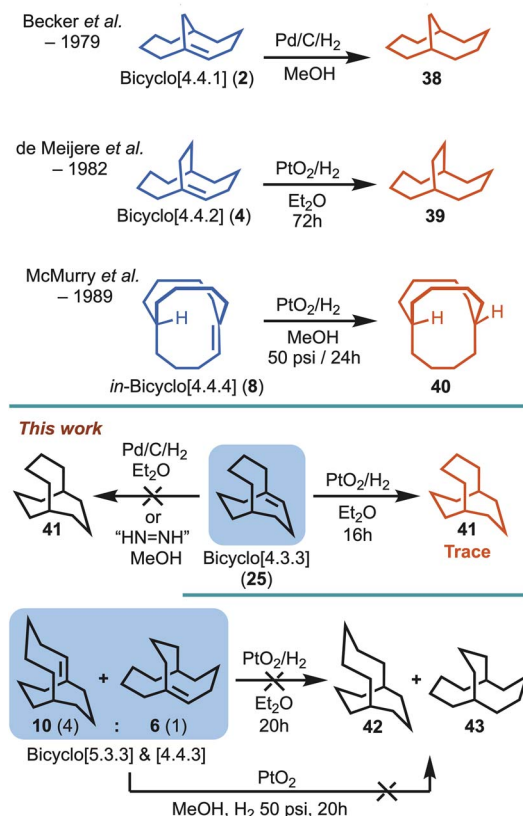 Becker et al.
– 1979
Pd/C/H₂
MeOH
Bicyclo[4.4.1] (2)
38
de Meijere et al.
– 1982
PtO₂/H₂
Et₂O
72h
Bicyclo[4.4.2] (4)
39
McMurry et al.
– 1989
H
PtO₂/H₂
MeOH
50 psi / 24h
H
H
in-Bicyclo[4.4.4] (8)
40
This work
Pd/C/H₂
Et₂O
or
“HN=NH”
MeOH
41
Bicyclo[4.3.3]
(25)
PtO₂/H₂
Et₂O
16h
41
Trace
+
10 (4) : 6 (1)
Bicyclo[5.3.3] & [4.4.3]
PtO₂/H₂
Et₂O
20h
+
42
43
PtO₂
MeOH, H₂ 50 psi, 20h